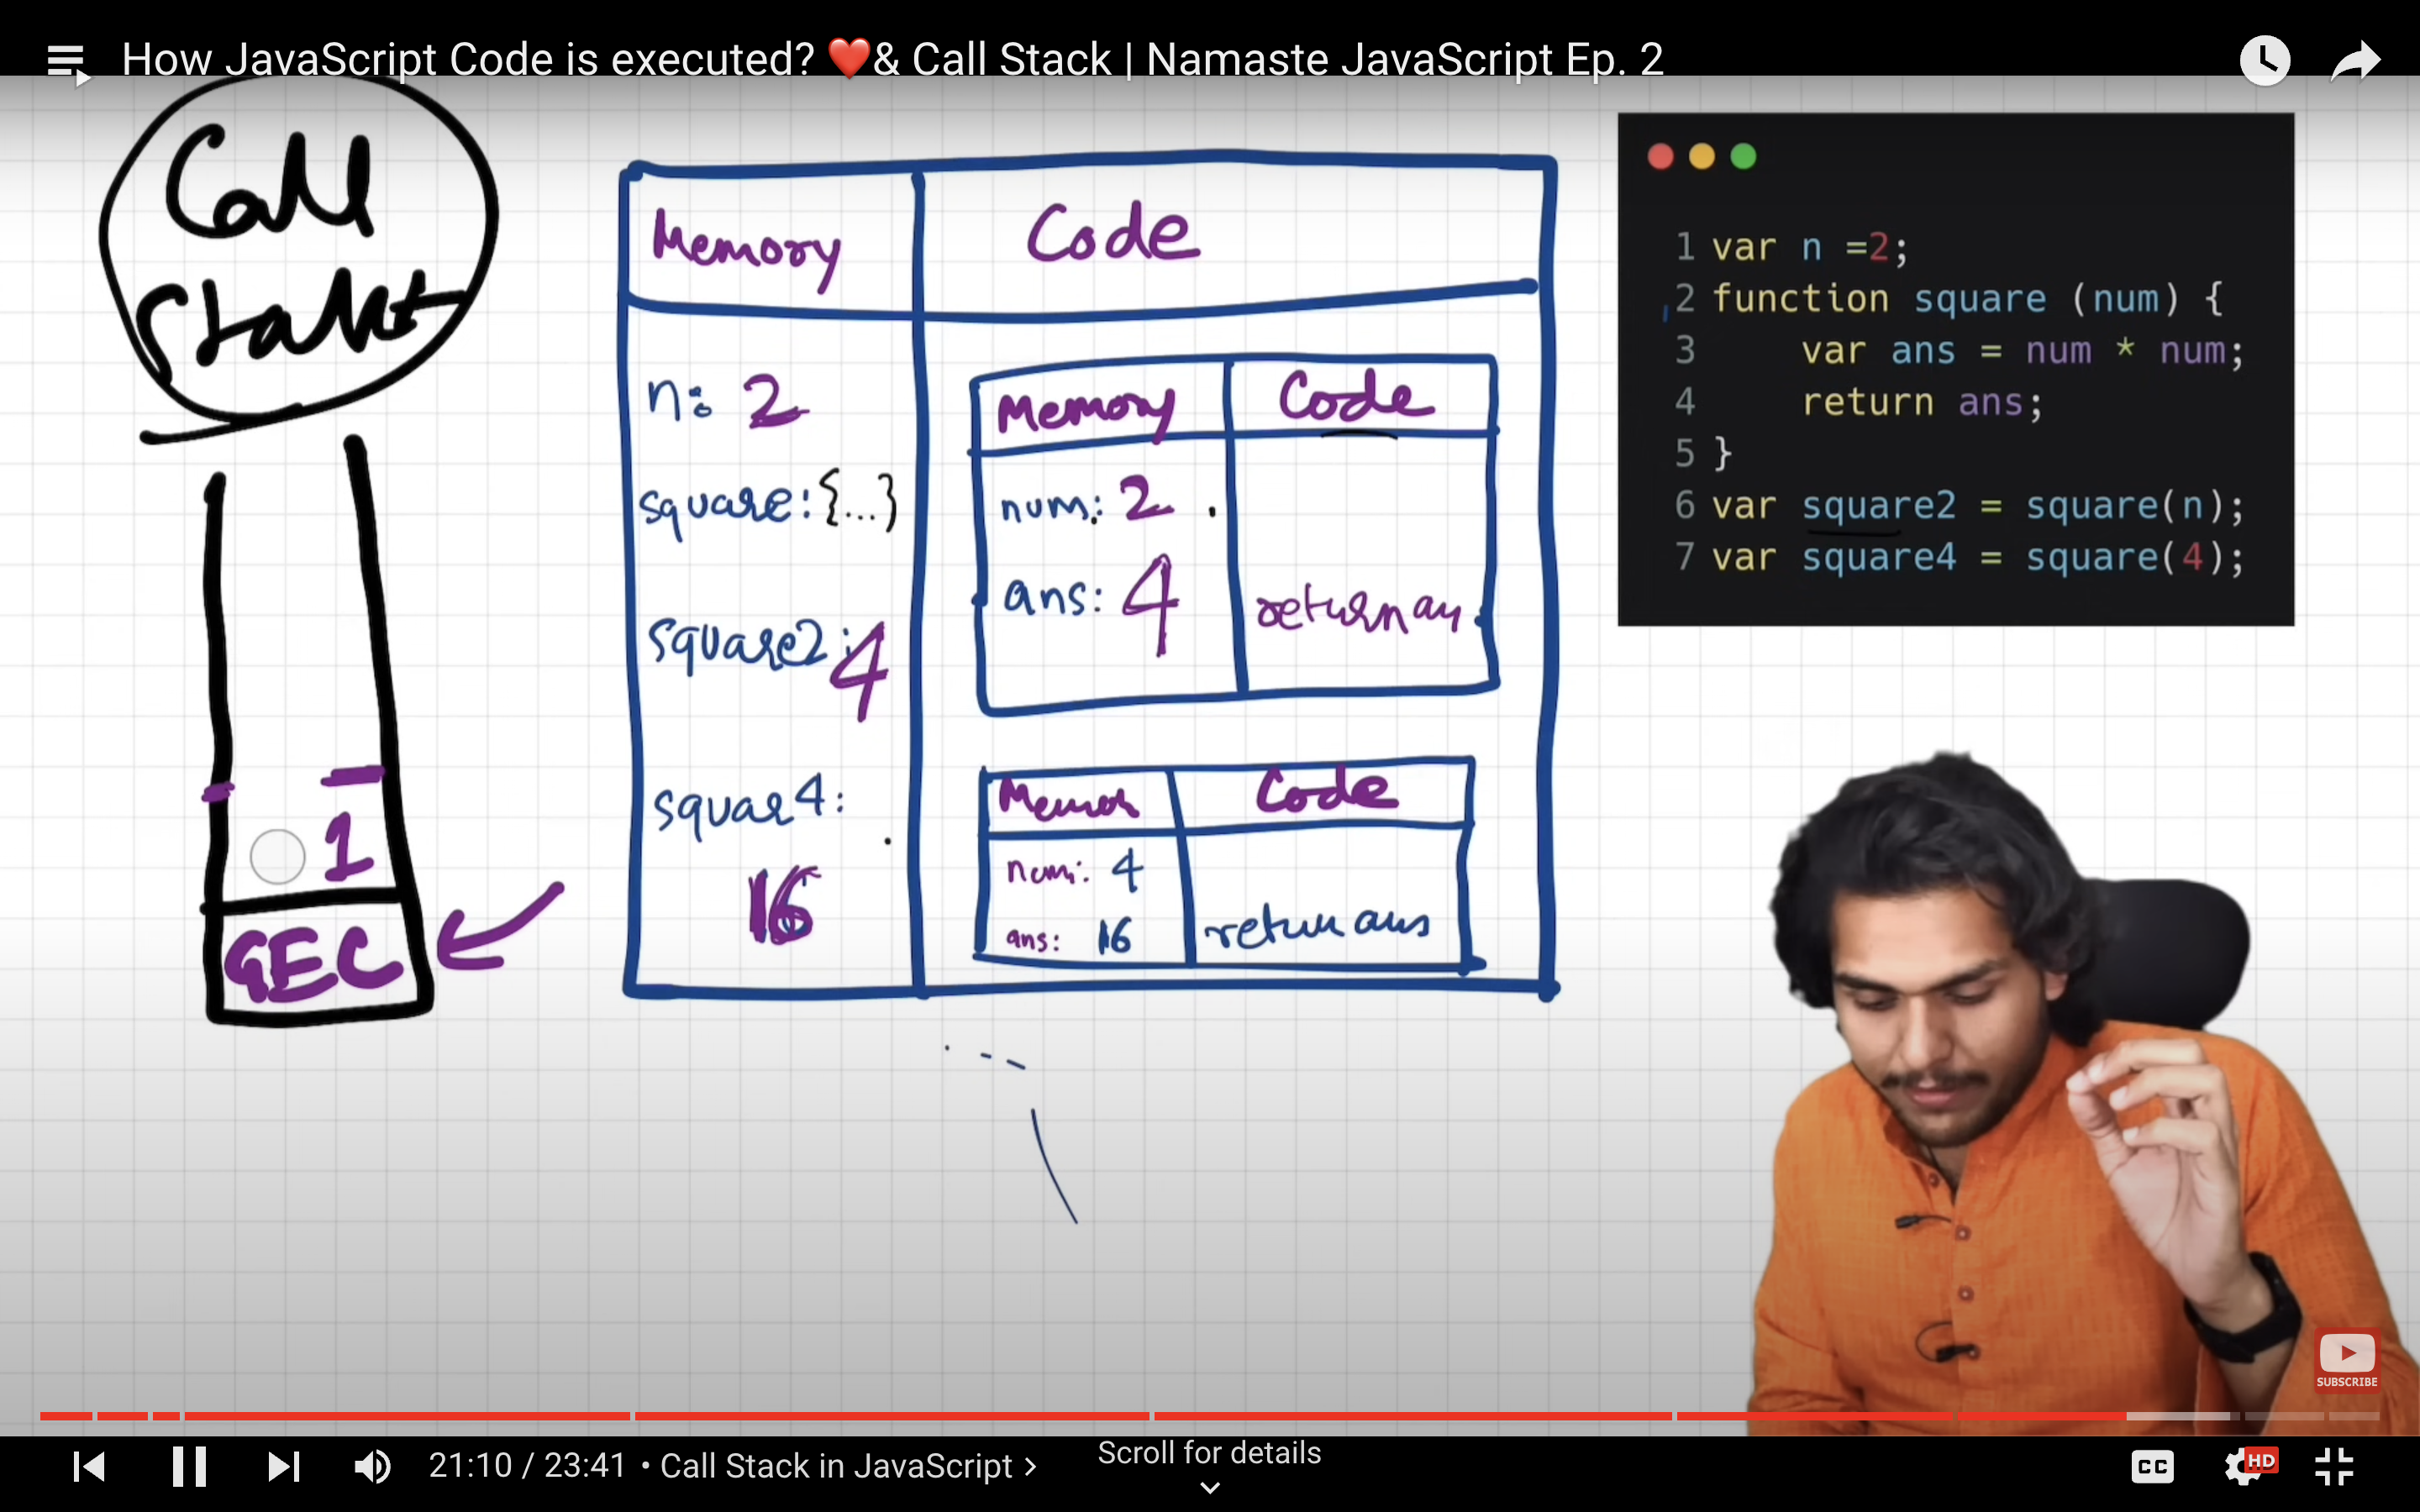 How JavaScript Code is executed? ❤️& Call Stack | Namaste JavaScript Ep. 2
Call
Stack
1
GEC
Memory
Code
n: 2
square: {...}
square2: 4
squar4:
16
Memory
Code
num: 2
ans: 4
return an
Code
num: 4
ans: 16
return ans
1 var n =2;
2 function square (num) {
3 var ans = num * num;
4 return ans;
5 }
6 var square2 = square(n);
7 var square4 = square(4);
SUBSCRIBE
21:10 / 23:41 • Call Stack in JavaScript ›
Scroll for details
CC
HD